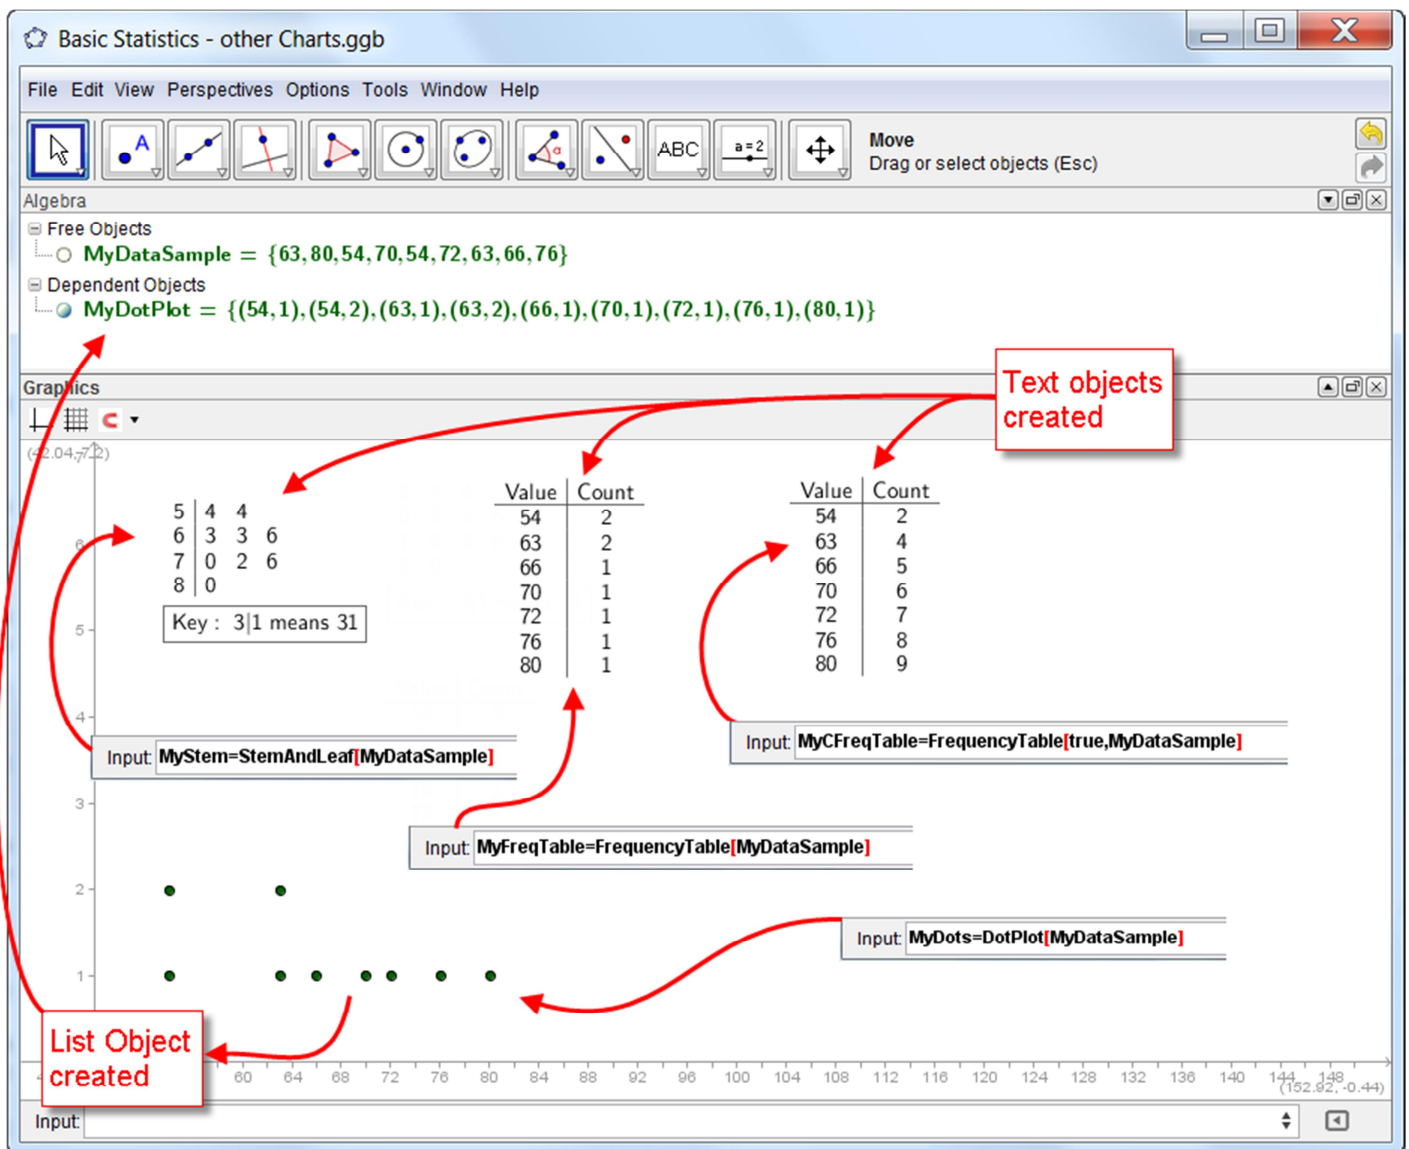 Basic Statistics - other Charts.ggb
File Edit View Perspectives Options Tools Window Help
A
α
ABC
a=2
Move
Drag or select objects (Esc)
Algebra
Free Objects
MyDataSample = {63,80,54,70,54,72,63,66,76}
Dependent Objects
MyDotPlot = {(54,1),(54,2),(63,1),(63,2),(66,1),(70,1),(72,1),(76,1),(80,1)}
Text objects
created
Graphics
5 | 4 4
6 | 3 3 6
7 | 0 2 6
8 | 0
Key : 3|1 means 31
Value | Count
54 | 2
63 | 2
66 | 1
70 | 1
72 | 1
76 | 1
80 | 1
Value | Count
54 | 2
63 | 4
66 | 5
70 | 6
72 | 7
76 | 8
80 | 9
6
5
4
3
2
1
Input: MyStem=StemAndLeaf[MyDataSample]
Input: MyCFreqTable=FrequencyTable[true,MyDataSample]
Input: MyFreqTable=FrequencyTable[MyDataSample]
Input: MyDots=DotPlot[MyDataSample]
List Object
created
60 64 68 72 76 80 84 88 92 96 100 104 108 112 116 120 124 128 132 136 140 144 148
(152.92, -0.44)
Input: